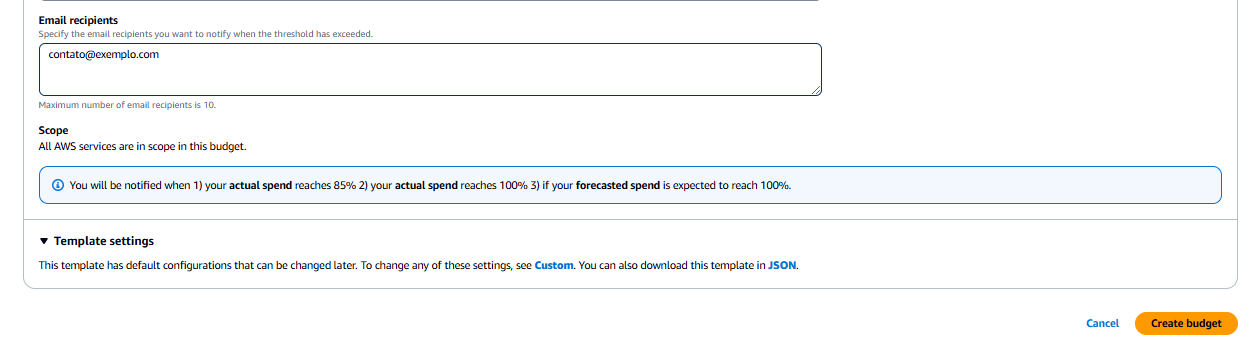 Email recipients
Specify the email recipients you want to notify when the threshold has exceeded.
contato@exemplo.com
Maximum number of email recipients is 10.
Scope
All AWS services are in scope in this budget.
You will be notified when 1) your actual spend reaches 85% 2) your actual spend reaches 100% 3) if your forecasted spend is expected to reach 100%.
Template settings
This template has default configurations that can be changed later. To change any of these settings, see Custom. You can also download this template in JSON.
Cancel Create budget